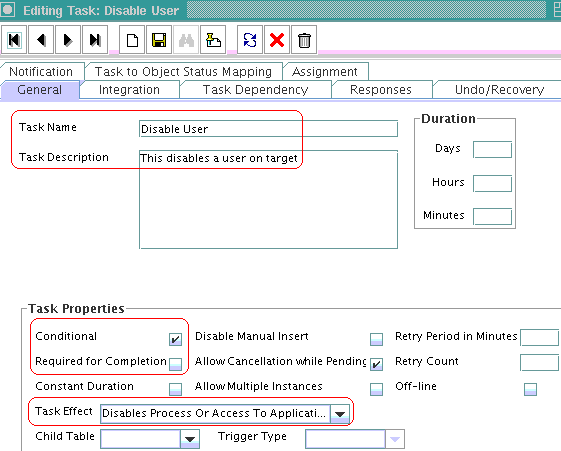 Editing Task: Disable User
Notification Task to Object Status Mapping Assignment
General Integration Task Dependency Responses Undo/Recovery
Task Name Disable User
Task Description This disables a user on target
Duration
Days
Hours
Minutes
Task Properties
Conditional Disable Manual Insert Retry Period in Minutes
Required for Completion Allow Cancellation while Pending Retry Count
Constant Duration Allow Multiple Instances Off-line
Task Effect Disables Process Or Access To Applicati...
Child Table Trigger Type